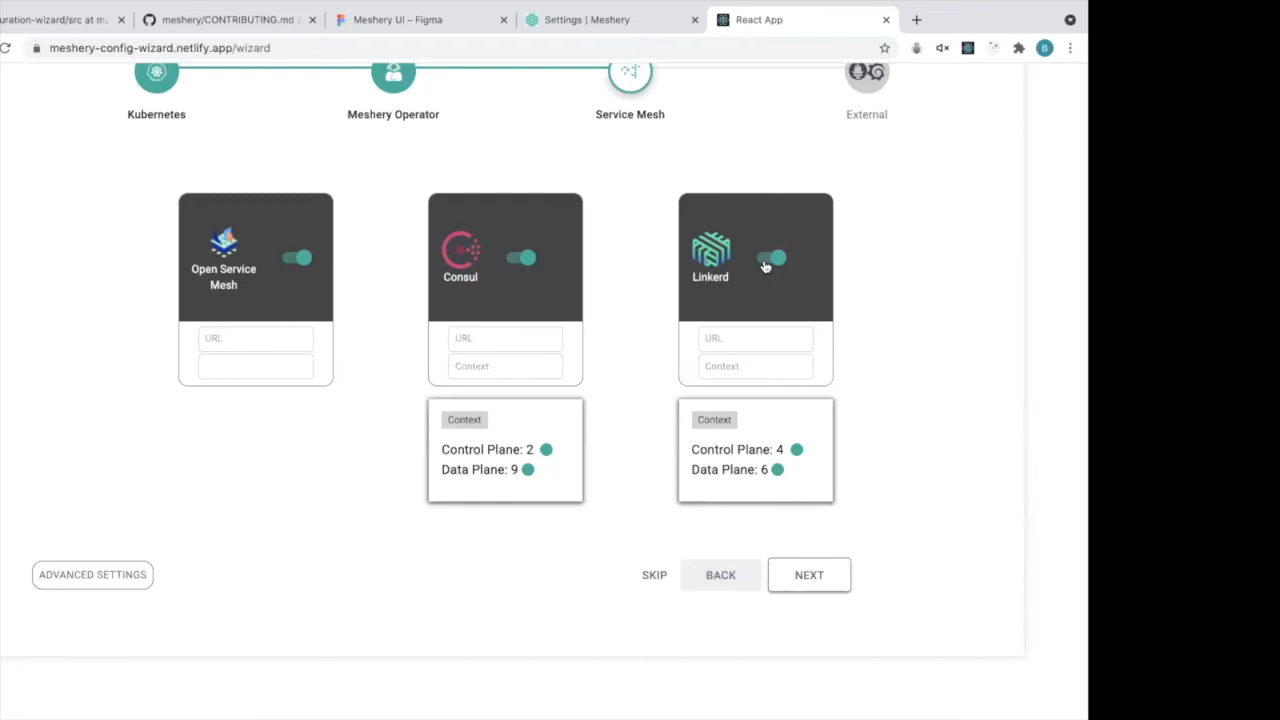 uration-wizard/src at m
meshery/CONTRIBUTING.md
Meshery UI – Figma
Settings | Meshery
React App
meshery-config-wizard.netlify.app/wizard
B
Kubernetes
Meshery Operator
Service Mesh
External
Open Service
Mesh
Consul
Linkerd
URL
URL
URL
Context
Context
Context
Context
Control Plane: 2
Control Plane: 4
Data Plane: 9
Data Plane: 6
ADVANCED SETTINGS
SKIP
BACK
NEXT